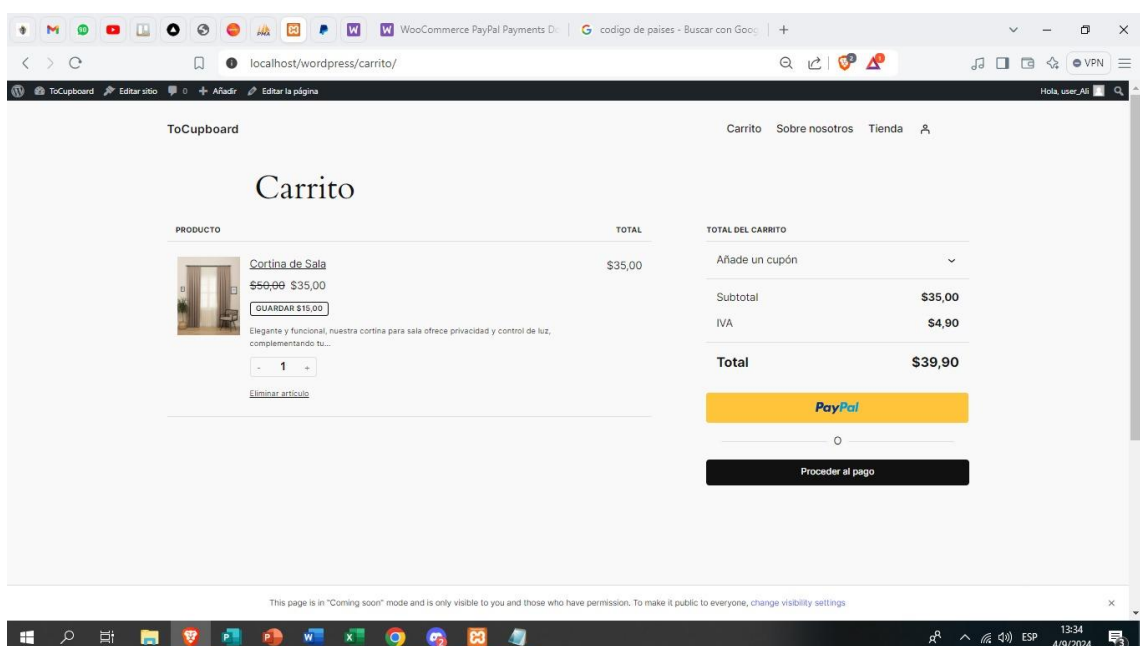 WooCommerce PayPal Payments Do
codigo de paises - Buscar con Goog
localhost/wordpress/carrito/
VPN
ToCupboard Editar sitio 0 Añadir Editar la página Hola, user_Ali
ToCupboard
Carrito Sobre nosotros Tienda
Carrito
PRODUCTO TOTAL
Cortina de Sala $35,00
$50,00 $35,00
GUARDAR $15,00
Elegante y funcional, nuestra cortina para sala ofrece privacidad y control de luz,
complementando tu...
- 1 +
Eliminar artículo
TOTAL DEL CARRITO
Añade un cupón
Subtotal $35,00
IVA $4,90
Total $39,90
PayPal
O
Proceder al pago
This page is in "Coming soon" mode and is only visible to you and those who have permission. To make it public to everyone, change visibility settings
ESP
13:34
4/9/2024